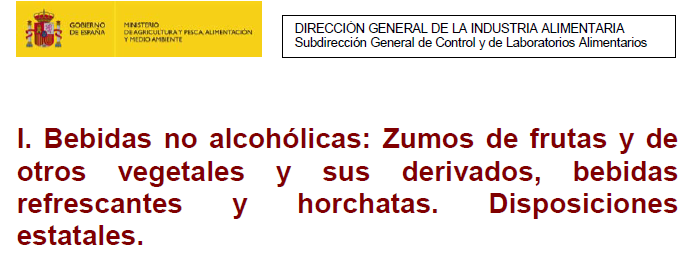 GOBIERNO
DE ESPAÑA
MINISTERIO
DE AGRICULTURA Y PESCA, ALIMENTACIÓN
Y MEDIO AMBIENTE
DIRECCIÓN GENERAL DE LA INDUSTRIA ALIMENTARIA
Subdirección General de Control y de Laboratorios Alimentarios
I. Bebidas no alcohólicas: Zumos de frutas y de
otros vegetales y sus derivados, bebidas
refrescantes y horchatas. Disposiciones
estatales.